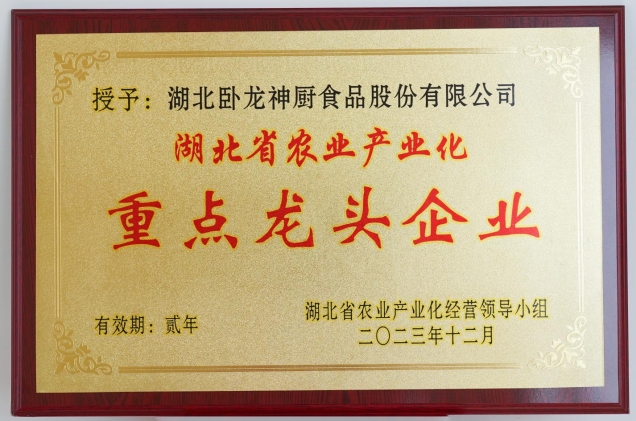 授予：湖北卧龙神厨食品股份有限公司
湖北省农业产业化
重点龙头企业
有效期：贰年
湖北省农业产业化经营领导小组
二〇二三年十二月